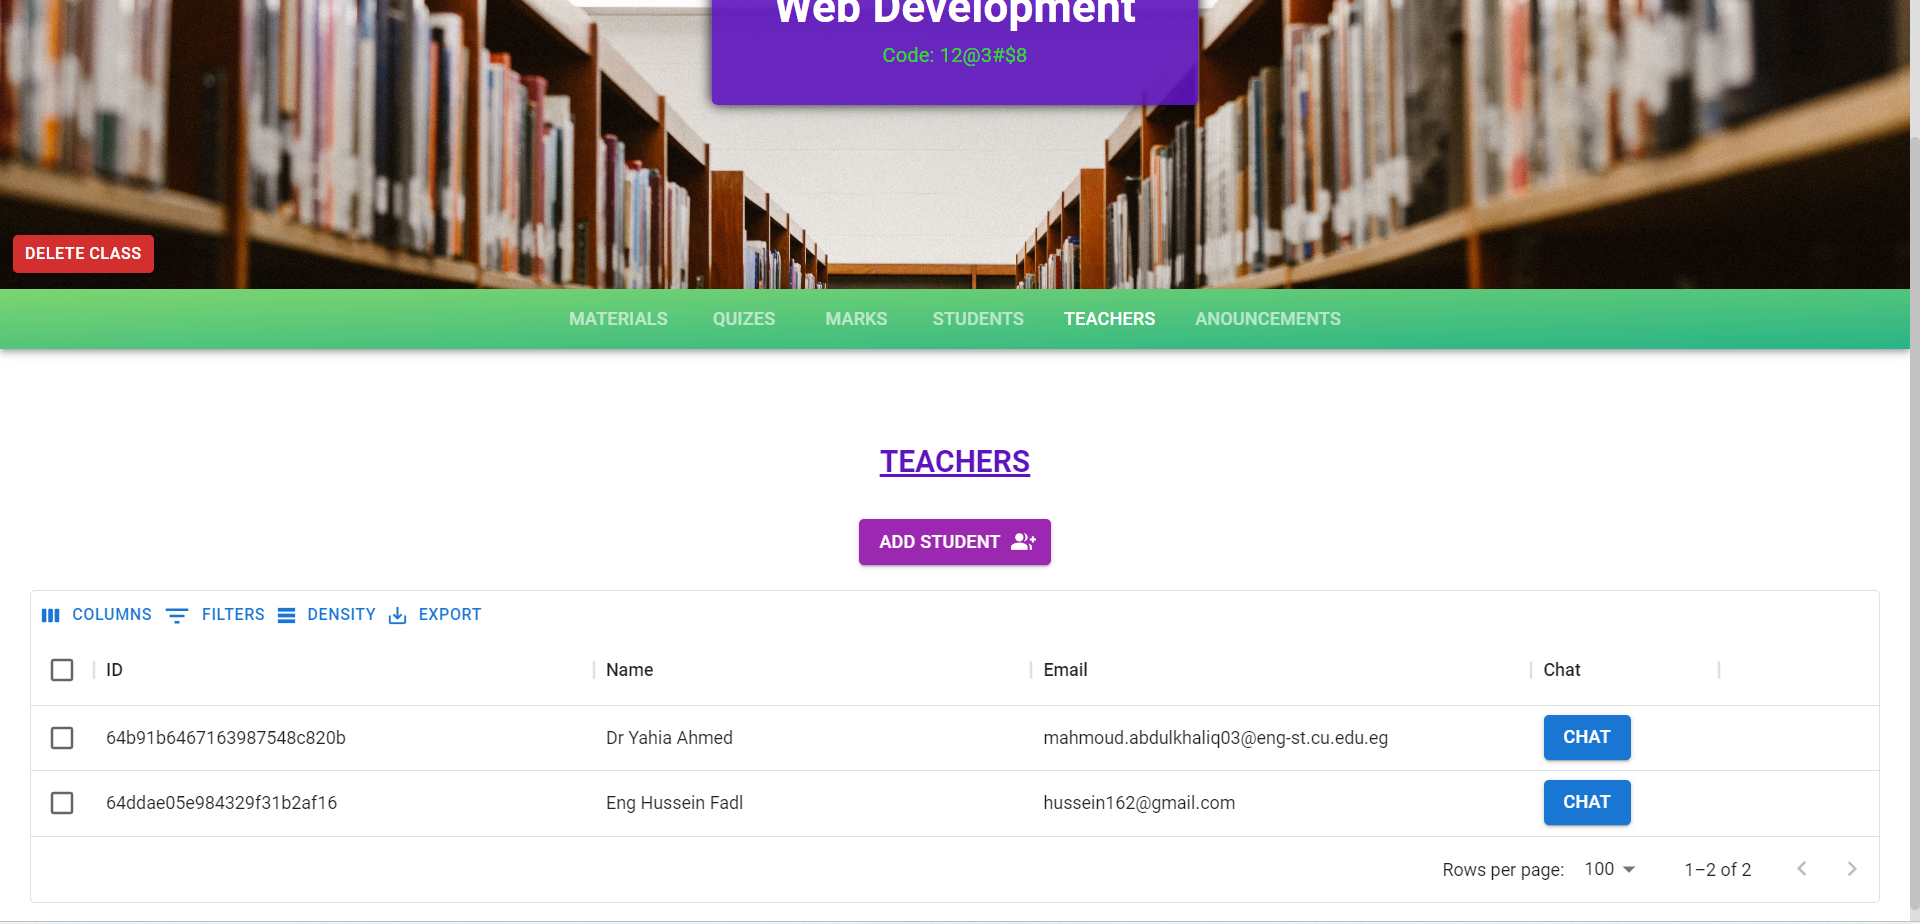 Web Development
Code: 12@3#$8
DELETE CLASS
MATERIALS QUIZES MARKS STUDENTS TEACHERS ANOUNCEMENTS
TEACHERS
ADD STUDENT
COLUMNS FILTERS DENSITY EXPORT
ID Name Email Chat
64b91b6467163987548c820b Dr Yahia Ahmed mahmoud.abdulkhaliq03@eng-st.cu.edu.eg CHAT
64ddae05e984329f31b2af16 Eng Hussein Fadl hussein162@gmail.com CHAT
Rows per page: 100 1–2 of 2